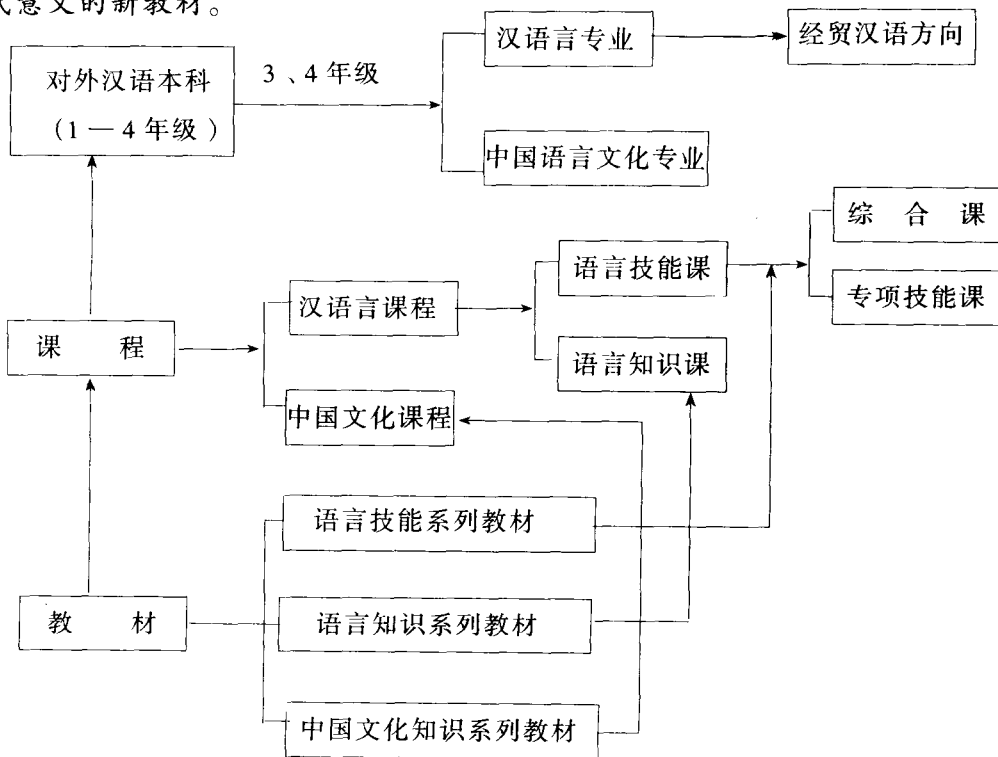 意义的新教材。
汉语言专业
经贸汉语方向
对外汉语本科
(1—4年级)
3、4年级
中国语言文化专业
综 合 课
语言技能课
专项技能课
汉语言课程
课 程
语言知识课
中国文化课程
语言技能系列教材
教 材
语言知识系列教材
中国文化知识系列教材